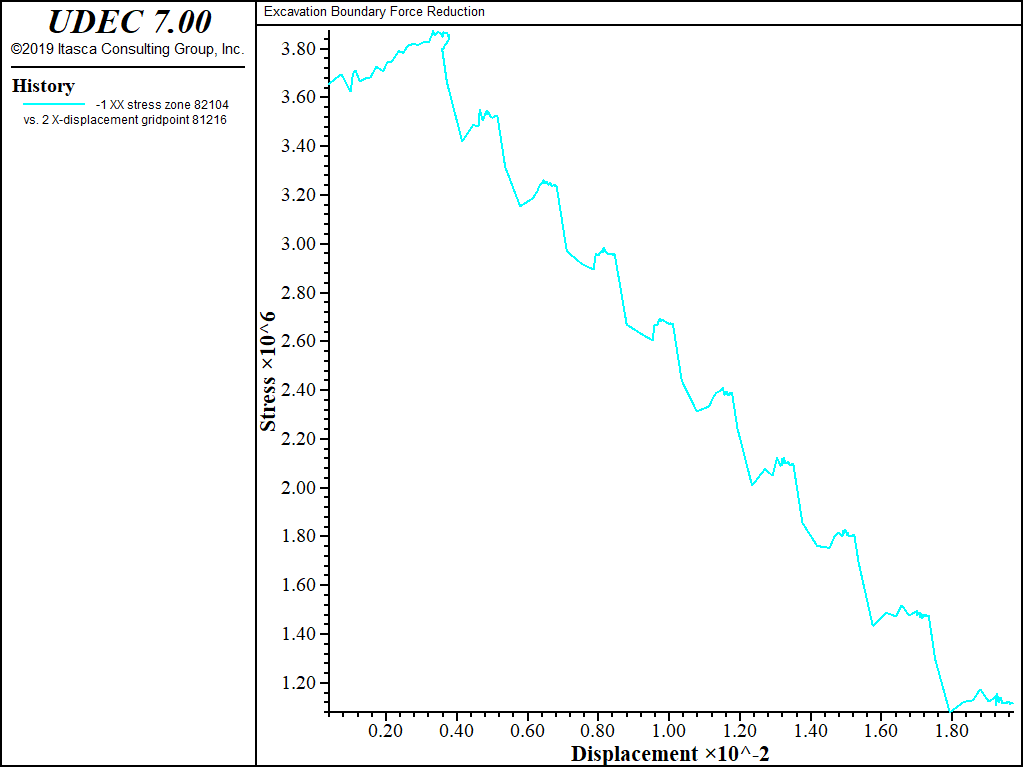 UDEC 7.00
©2019 Itasca Consulting Group, Inc.
History
-1 XX stress zone 82104
vs. 2 X-displacement gridpoint 81216
Excavation Boundary Force Reduction
3.80
3.60
3.40
3.20
3.00
2.80
2.60
2.40
2.20
2.00
1.80
1.60
1.40
1.20
Stress ×10^6
0.20 0.40 0.60 0.80 1.00 1.20 1.40 1.60 1.80
Displacement ×10^-2